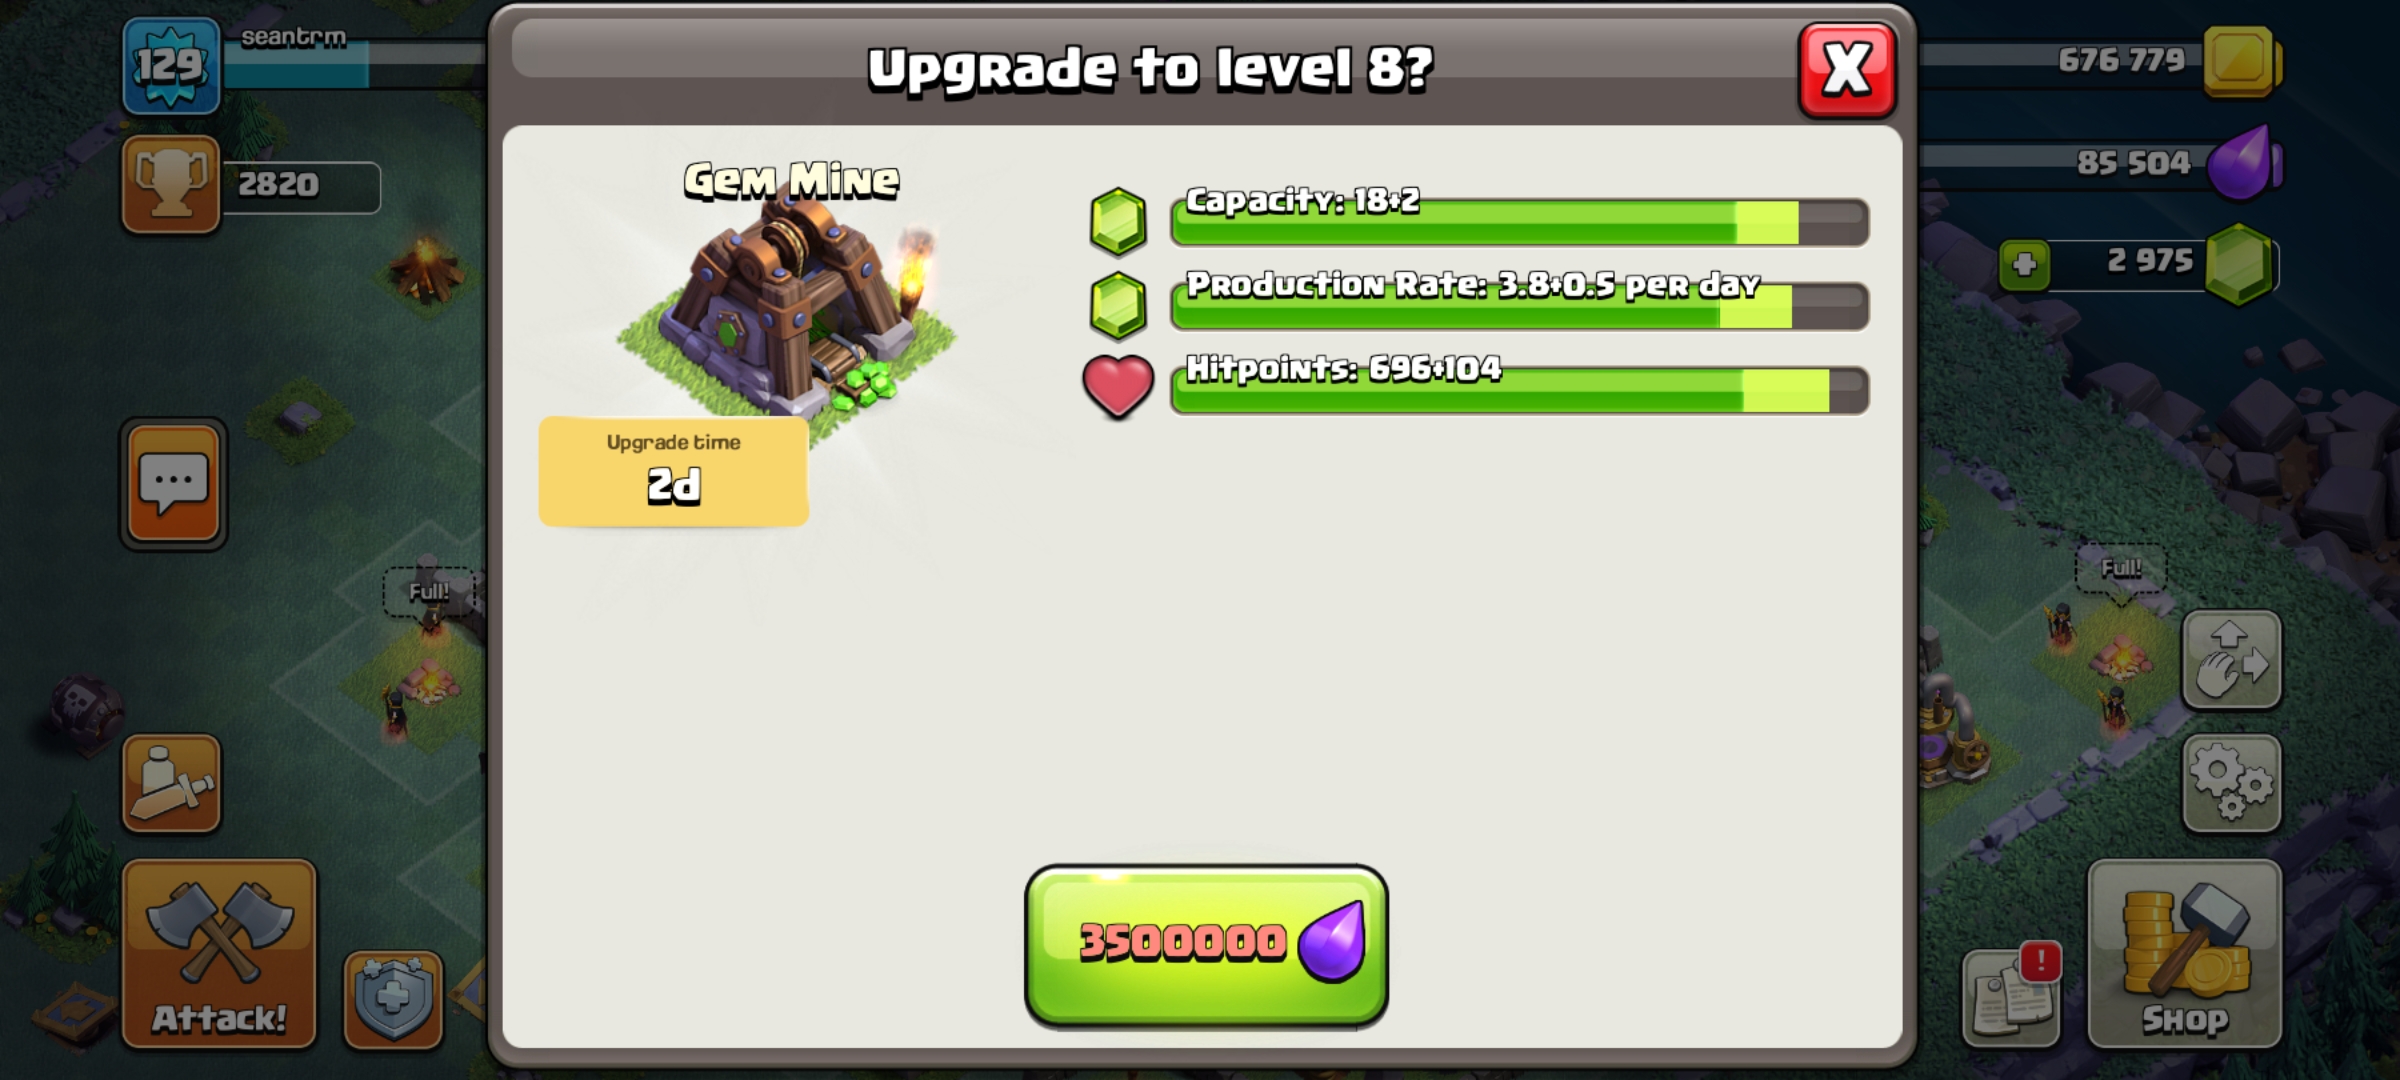 129
seantrm
2820
Upgrade to level 8?
X
676 779
85 504
2 975
Gem Mine
Capacity: 18+2
Production Rate: 3.8+0.5 per day
Hitpoints: 696+104
Upgrade time
2d
Full!
Full!
3500000
Attack!
!
Shop